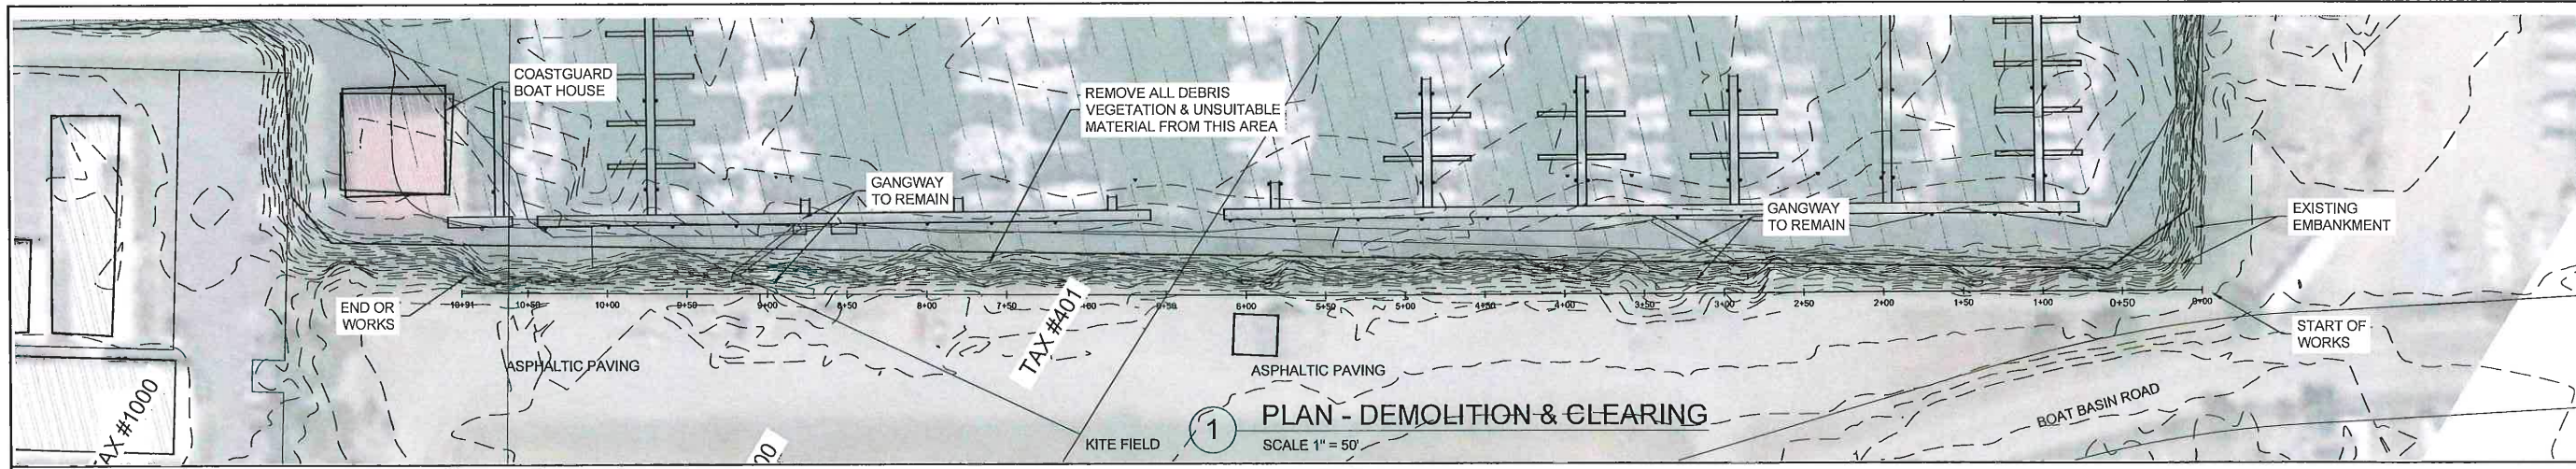 COASTGUARD
BOAT HOUSE
REMOVE ALL DEBRIS
VEGETATION & UNSUITABLE
MATERIAL FROM THIS AREA
GANGWAY
TO REMAIN
GANGWAY
TO REMAIN
EXISTING
EMBANKMENT
END OR
WORKS
10+91
10+50
10+00
9+50
9+00
8+50
8+00
7+50
6+50
6+00
5+50
5+00
4+50
4+00
3+50
3+00
2+50
2+00
1+50
1+00
0+50
0+00
START OF
WORKS
ASPHALTIC PAVING
TAX #401
ASPHALTIC PAVING
AX #1000
00
KITE FIELD
1
PLAN - DEMOLITION & CLEARING
SCALE 1" = 50'
BOAT BASIN ROAD